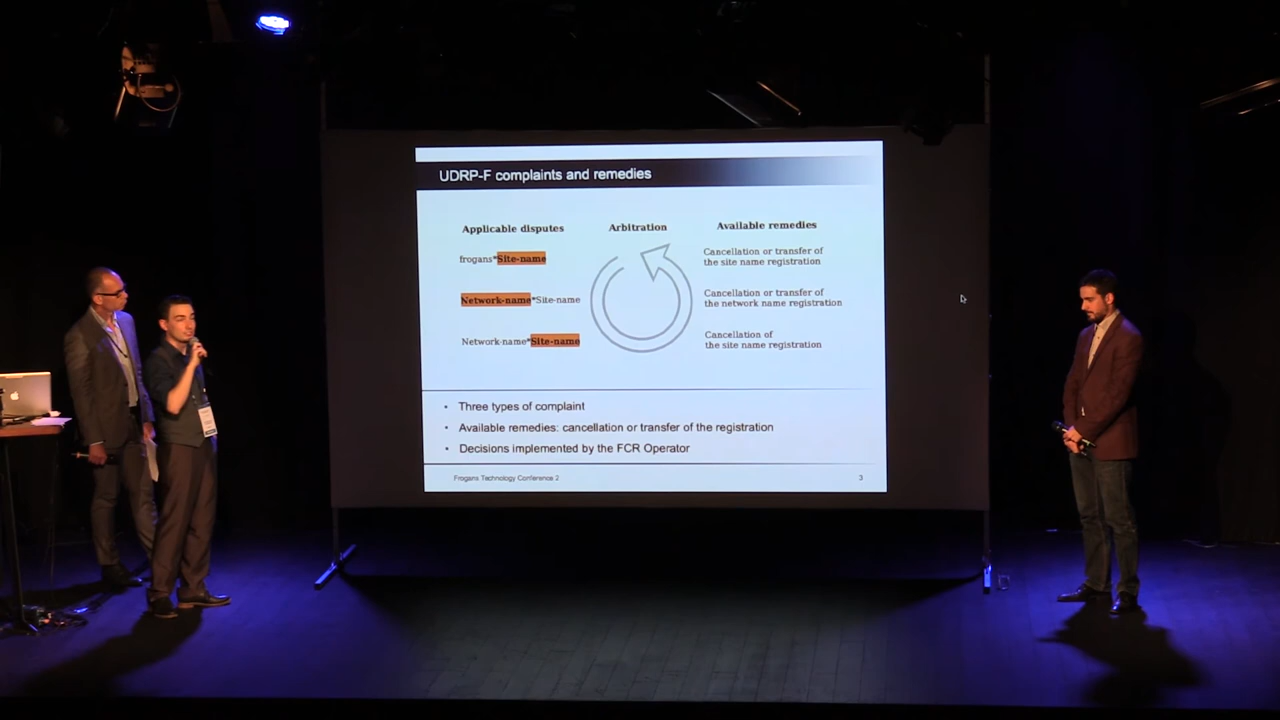 UDRP-F complaints and remedies
Applicable disputes
Arbitration
Available remedies
frogans*Site-name
Cancellation or transfer of
the site name registration
Network-name*Site-name
Cancellation or transfer of
the network name registration
Network-name*Site-name
Cancellation of
the site name registration
• Three types of complaint
• Available remedies: cancellation or transfer of the registration
• Decisions implemented by the FCR Operator
Frogans Technology Conference 2
3